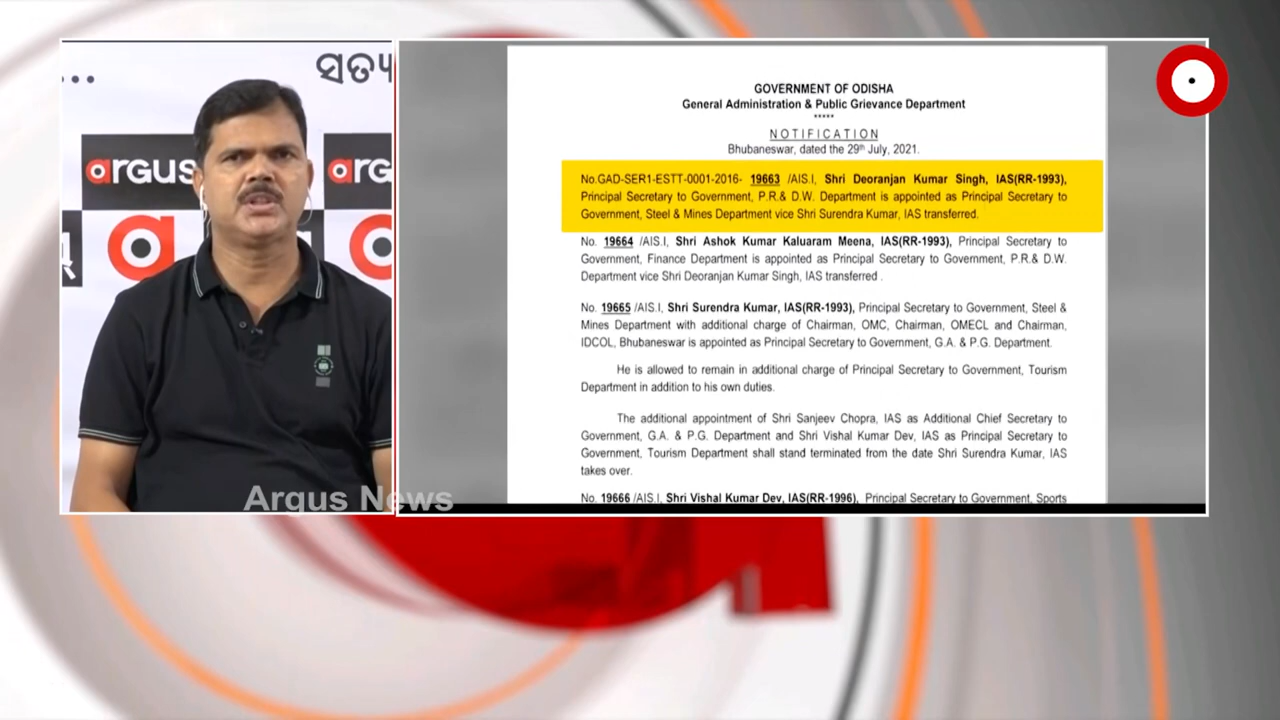 ... ସତ୍ୟ
argus
arg
GOVERNMENT OF ODISHA
General Administration & Public Grievance Department
*****
NOTIFICATION
Bhubaneswar, dated the 29th July, 2021.
No.GAD-SER1-ESTT-0001-2016- 19663 /AIS.I, Shri Deoranjan Kumar Singh, IAS(RR-1993),
Principal Secretary to Government, P.R.& D.W. Department is appointed as Principal Secretary to
Government, Steel & Mines Department vice Shri Surendra Kumar, IAS transferred.
No. 19664 /AIS.I, Shri Ashok Kumar Kaluaram Meena, IAS(RR-1993), Principal Secretary to
Government, Finance Department is appointed as Principal Secretary to Government, P.R.& D.W.
Department vice Shri Deoranjan Kumar Singh, IAS transferred .
No. 19665 /AIS.I, Shri Surendra Kumar, IAS(RR-1993), Principal Secretary to Government, Steel &
Mines Department with additional charge of Chairman, OMC, Chairman, OMECL and Chairman,
IDCOL, Bhubaneswar is appointed as Principal Secretary to Government, G.A. & P.G. Department.
He is allowed to remain in additional charge of Principal Secretary to Government, Tourism
Department in addition to his own duties.
The additional appointment of Shri Sanjeev Chopra, IAS as Additional Chief Secretary to
Government, G.A. & P.G. Department and Shri Vishal Kumar Dev, IAS as Principal Secretary to
Government, Tourism Department shall stand terminated from the date Shri Surendra Kumar, IAS
takes over.
No. 19666 /AIS.I, Shri Vishal Kumar Dev, IAS(RR-1996), Principal Secretary to Government, Sports
Argus News